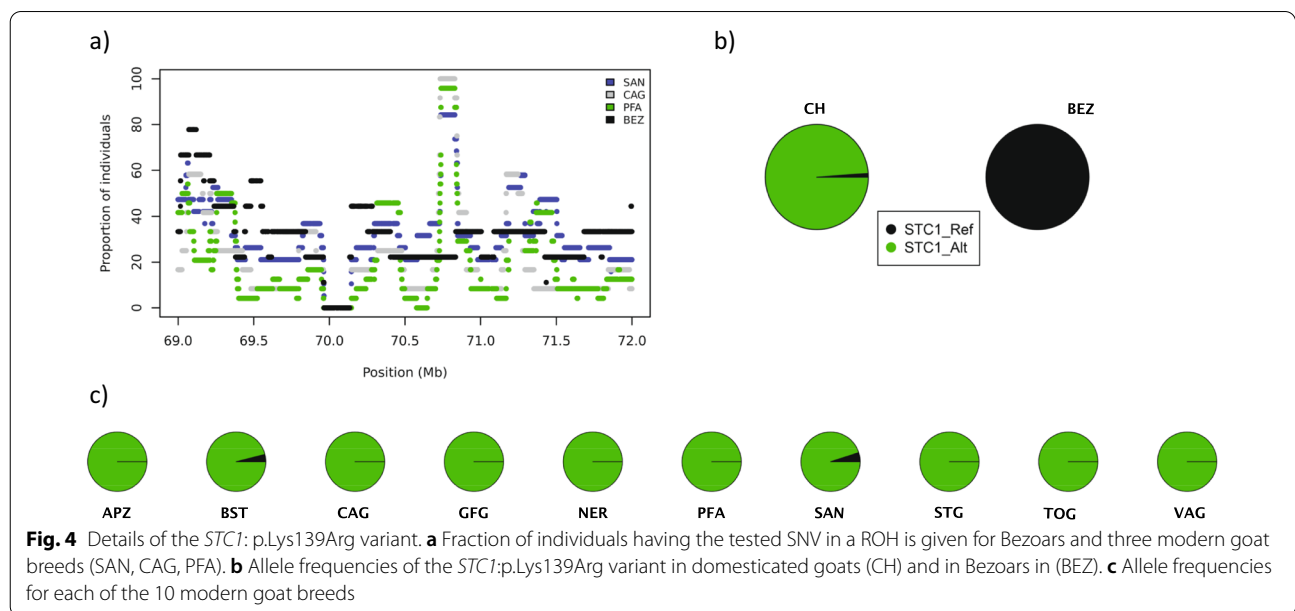 a)
b)
Proportion of individuals
0
20
40
60
80
100
SAN
CAG
PFA
BEZ
69.0 69.5 70.0 70.5 71.0 71.5 72.0
Position (Mb)
CH
BEZ
STC1_Ref
STC1_Alt
c)
APZ BST CAG GFG NER PFA SAN STG TOG VAG
Fig. 4 Details of the STC1: p.Lys139Arg variant. a Fraction of individuals having the tested SNV in a ROH is given for Bezoars and three modern goat
breeds (SAN, CAG, PFA). b Allele frequencies of the STC1:p.Lys139Arg variant in domesticated goats (CH) and in Bezoars in (BEZ). c Allele frequencies
for each of the 10 modern goat breeds